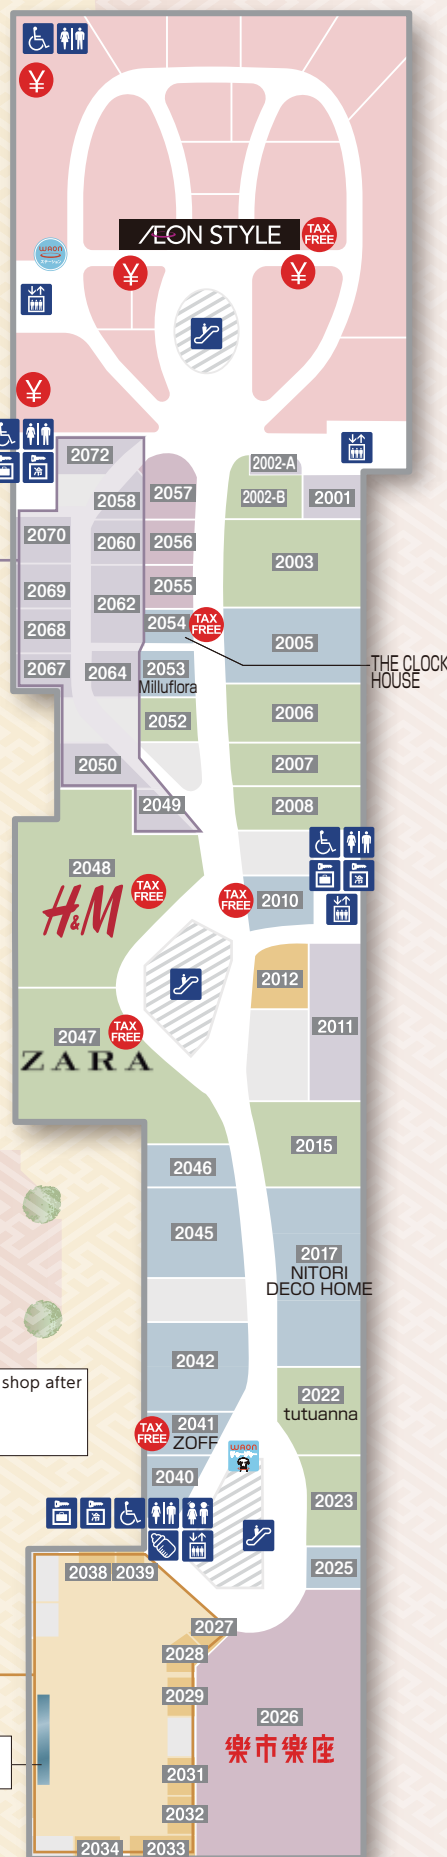 ¥
ÆON STYLE
TAX
FREE
WAON
¥
¥
¥
2072
2002-A
2057
2002-B
2001
2058
2070
2060
2056
2003
2055
2069
2062
2054
TAX
FREE
2068
2005
2053
Milluflora
THE CLOCK
HOUSE
2067
2064
2052
2006
2050
2007
2049
2008
2048
H&M
TAX
FREE
TAX
FREE
2010
2012
2047
TAX
FREE
2011
ZARA
2015
2046
2045
2017
NITORI
DECO HOME
2042
shop after
2022
tutuanna
TAX
FREE
2041
ZOFF
WAON
2040
2023
2038
2039
2025
2027
2028
2029
2026
楽市楽座
2031
2032
2034
2033